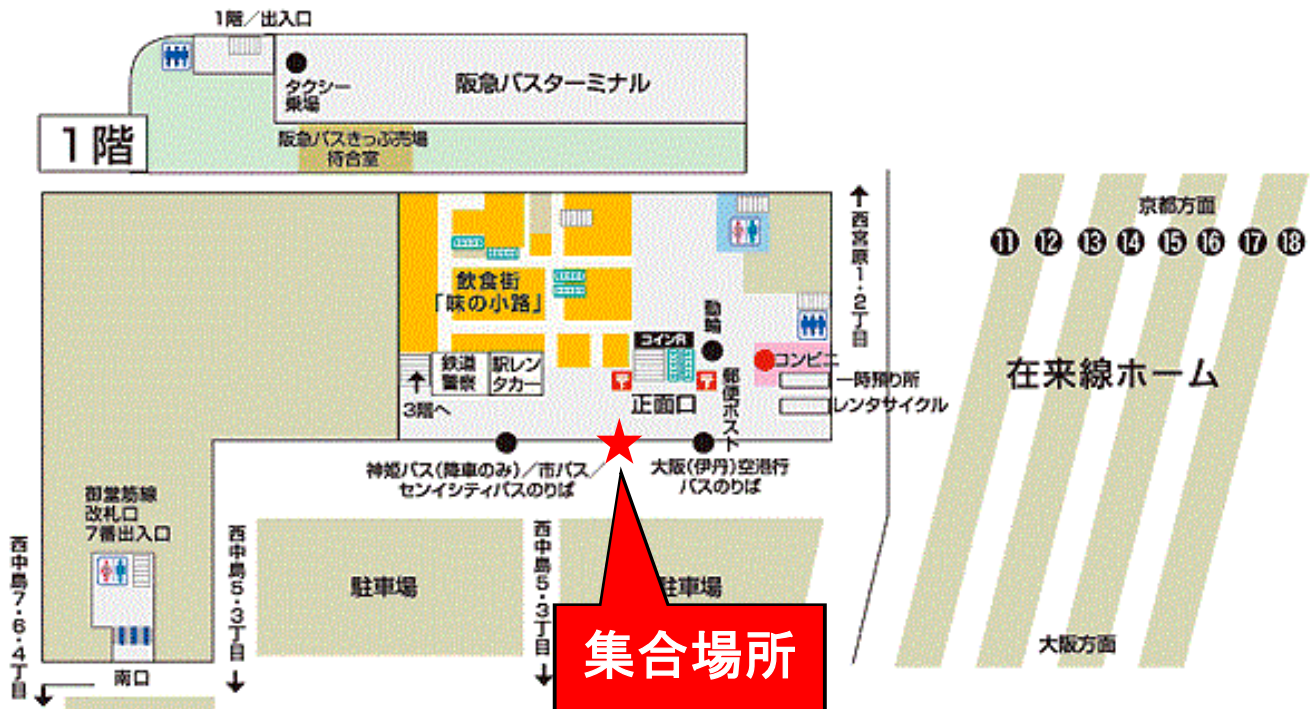 1階／出入口
タクシー
乗場
阪急バスターミナル
1階
阪急バスきっぷ売場
待合室
西宮原1・2丁目
京都方面
⓫ ⓬ ⓭ ⓮ ⓯ ⓰ ⓱ ⓲
飲食街
「味の小路」
動輪
コインR
コンビニ
鉄道
警察
駅レン
タカー
一時預り所
在来線ホーム
3階へ
正面口
郵便ポスト
レンタサイクル
神姫バス(降車のみ)／市バス／
センイシティバスのりば
大阪(伊丹)空港行
バスのりば
御堂筋線
改札口
7番出入口
西中島7・6・4丁目
西中島5・3丁目
駐車場
西中島5・3丁目
駐車場
集合場所
大阪方面
南口